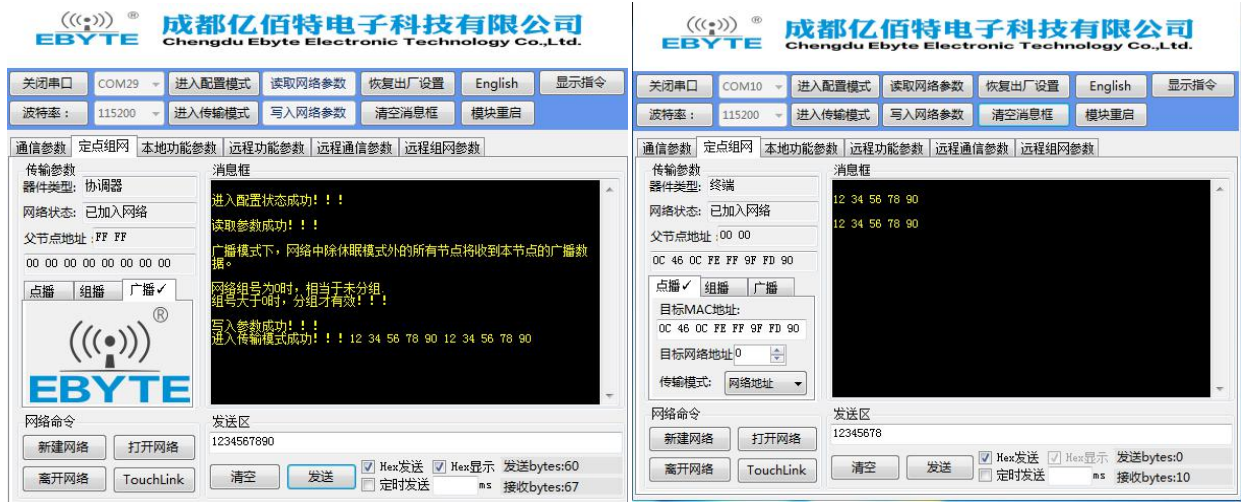 EBYTE ®
成都亿佰特电子科技有限公司
Chengdu Ebyte Electronic Technology Co.,Ltd.
关闭串口 COM29 进入配置模式 读取网络参数 恢复出厂设置 English 显示指令
波特率： 115200 进入传输模式 写入网络参数 清空消息框 模块重启
通信参数 定点组网 本地功能参数 远程功能参数 远程通信参数 远程组网参数
传输参数
器件类型: 协调器
网络状态: 已加入网络
父节点地址 :FF FF
00 00 00 00 00 00 00 00
点播 组播 广播✓
®
EBYTE
网络命令
新建网络 打开网络
离开网络 TouchLink
消息框
进入配置状态成功！！！
读取参数成功！！！
广播模式下，网络中除休眠模式外的所有节点将收到本节点的广播数
据。
网络组号为0时，相当于未分组，
组号大于0时，分组才有效！！！
写入参数成功！！！
进入传输模式成功！！！12 34 56 78 90 12 34 56 78 90
发送区
1234567890
清空 发送 Hex发送 Hex显示 发送bytes:60
定时发送 ms 接收bytes:67
EBYTE ®
成都亿佰特电子科技有限公司
Chengdu Ebyte Electronic Technology Co.,Ltd.
关闭串口 COM10 进入配置模式 读取网络参数 恢复出厂设置 English 显示指令
波特率： 115200 进入传输模式 写入网络参数 清空消息框 模块重启
通信参数 定点组网 本地功能参数 远程功能参数 远程通信参数 远程组网参数
传输参数
器件类型: 终端
网络状态: 已加入网络
父节点地址 :00 00
0C 46 0C FE FF 9F FD 90
点播✓ 组播 广播
目标MAC地址:
0C 46 0C FE FF 9F FD 90
目标网络地址 0
传输模式: 网络地址
网络命令
新建网络 打开网络
离开网络 TouchLink
消息框
12 34 56 78 90
12 34 56 78 90
发送区
12345678
清空 发送 Hex发送 Hex显示 发送bytes:0
定时发送 ms 接收bytes:10